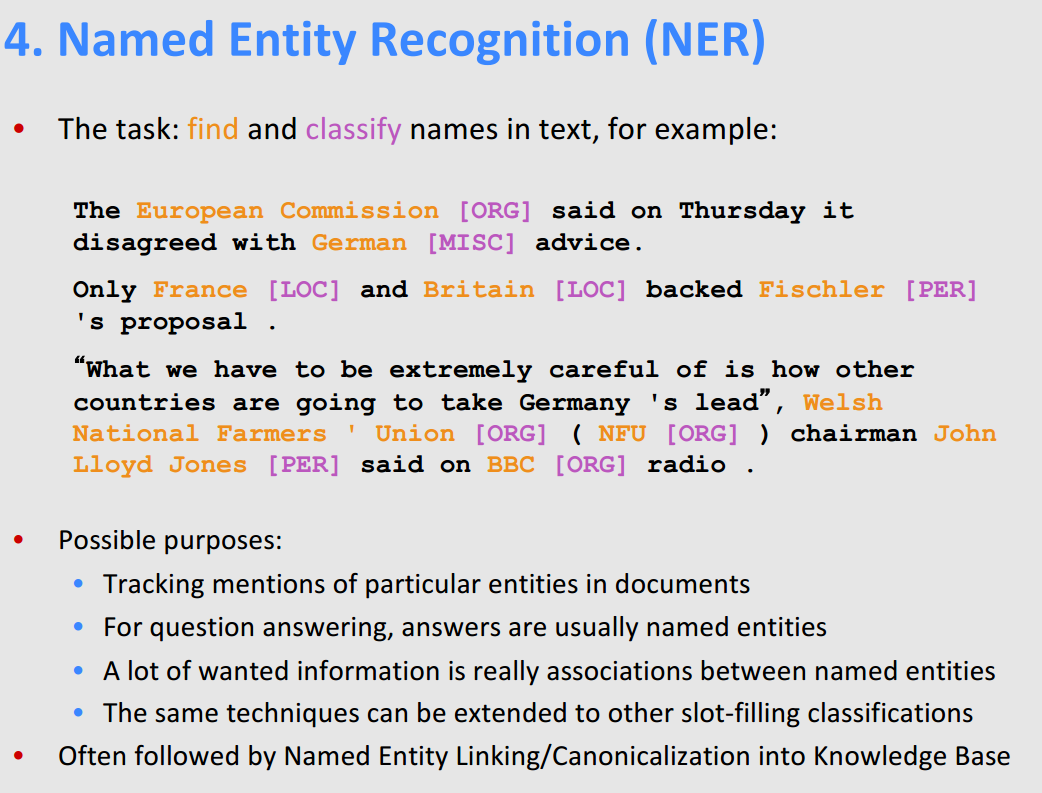 4. Named Entity Recognition (NER)
• The task: find and classify names in text, for example:
The European Commission [ORG] said on Thursday it
disagreed with German [MISC] advice.
Only France [LOC] and Britain [LOC] backed Fischler [PER]
's proposal .
“What we have to be extremely careful of is how other
countries are going to take Germany 's lead”, Welsh
National Farmers ' Union [ORG] ( NFU [ORG] ) chairman John
Lloyd Jones [PER] said on BBC [ORG] radio .
• Possible purposes:
• Tracking mentions of particular entities in documents
• For question answering, answers are usually named entities
• A lot of wanted information is really associations between named entities
• The same techniques can be extended to other slot-filling classifications
• Often followed by Named Entity Linking/Canonicalization into Knowledge Base